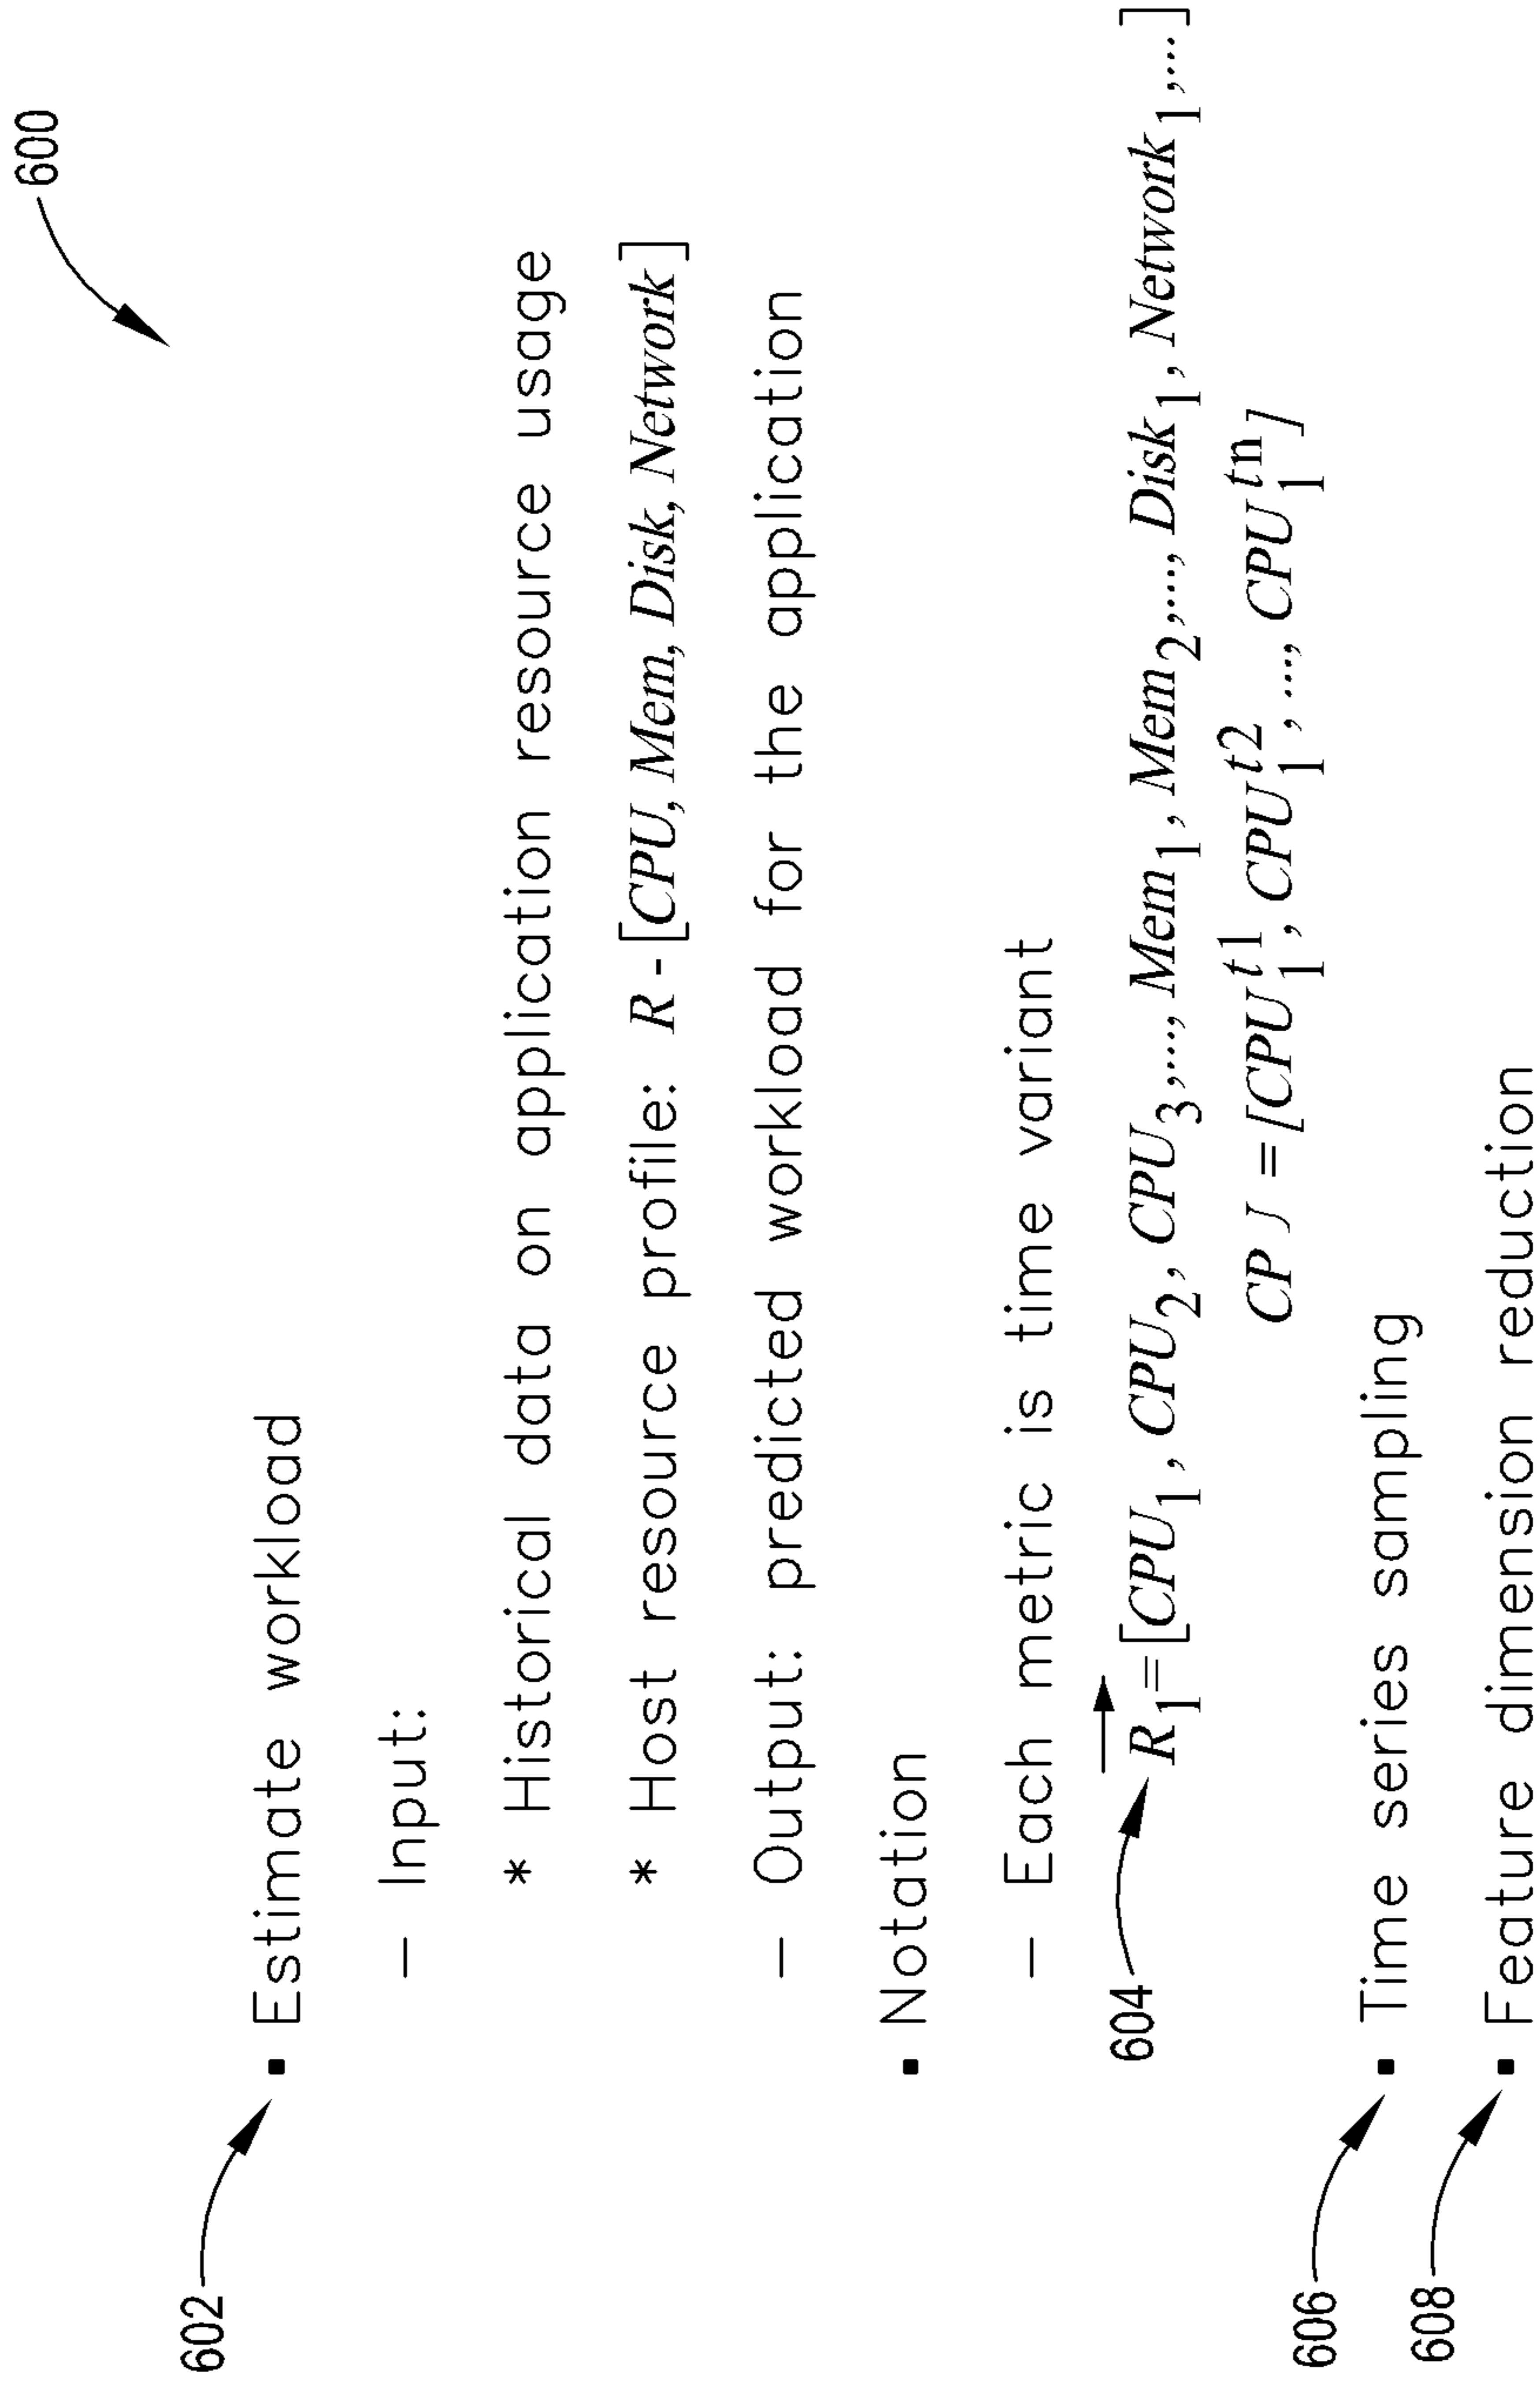 600
602
▪ Estimate workload
– Input:
* Historical data on application resource usage
* Host resource profile: R - [CPU, Mem, Disk, Network]
– Output: predicted workload for the application
▪ Notation
– Each metric is time variant
604
R₁=[CPU₁, CPU₂, CPU₃,..., Mem₁, Mem₂,..., Disk₁, Network₁,...]
CP J =[CPU₁ᵗ¹, CPU₁ᵗ², ..., CPU₁ᵗⁿ]
606
▪ Time series sampling
608
▪ Feature dimension reduction